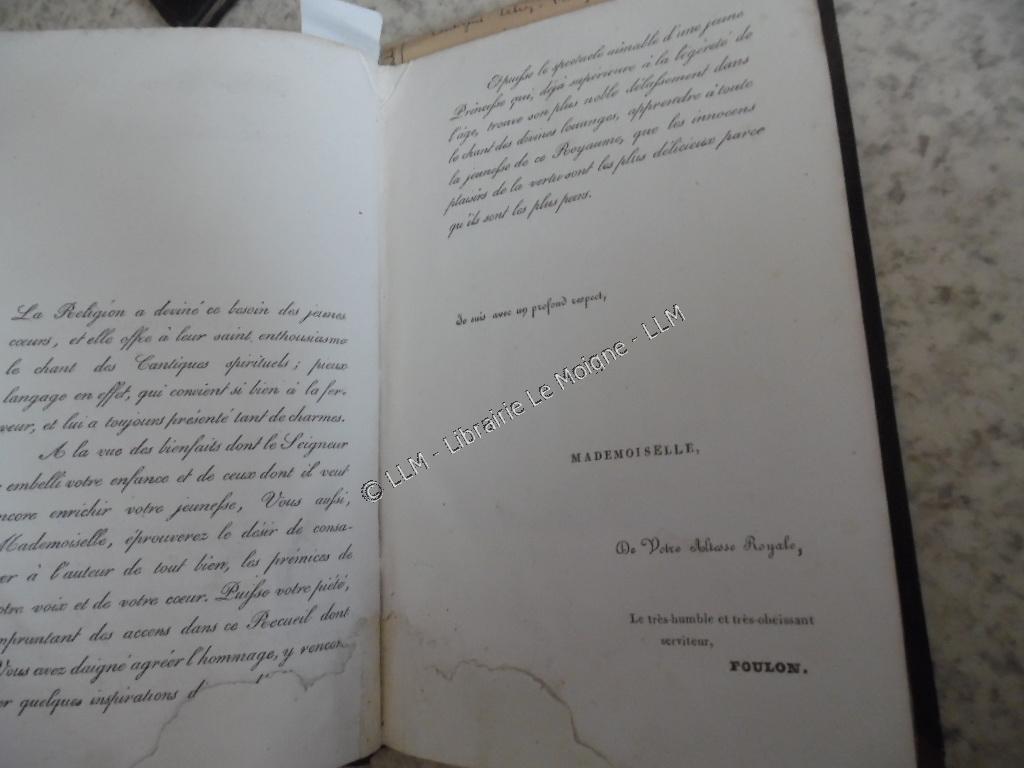 La Religion a deviné ce besoin des jeunes
cœurs, et elle offre à leur saint enthousiasme
le chant des Cantiques spirituels; pieux
langage en effet, qui convient si bien à la fer-
veur, et lui a toujours présenté tant de charmes.
A la vue des bienfaits dont le Seigneur
embelli votre enfance et de ceux dont il veut
ncore enrichir votre jeunesse, Vous aussi,
Mademoiselle, éprouverez le désir de consa-
er à l'auteur de tout bien, les prémices de
otre voix et de votre cœur. Puisse votre piété,
mpruntant des accens dans ce Recueil dont
Vous avez daigné agréer l'hommage, y rencon
er quelques inspirations d
Et puisse le spectacle aimable d'une jeune
Princesse qui, déjà supérieure à la légèreté de
l'âge, trouve son plus noble délassement dans
le chant des divines louanges, apprendre à toute
la jeunesse de ce Royaume, que les innocens
plaisirs de la vertu sont les plus délicieux parce
qu'ils sont les plus purs.
Je suis avec un profond respect,
MADEMOISELLE,
De Votre Altesse Royale,
Le très-humble et très-obéissant
serviteur,
FOULON.
© LLM - Librairie Le Moigne - LLM